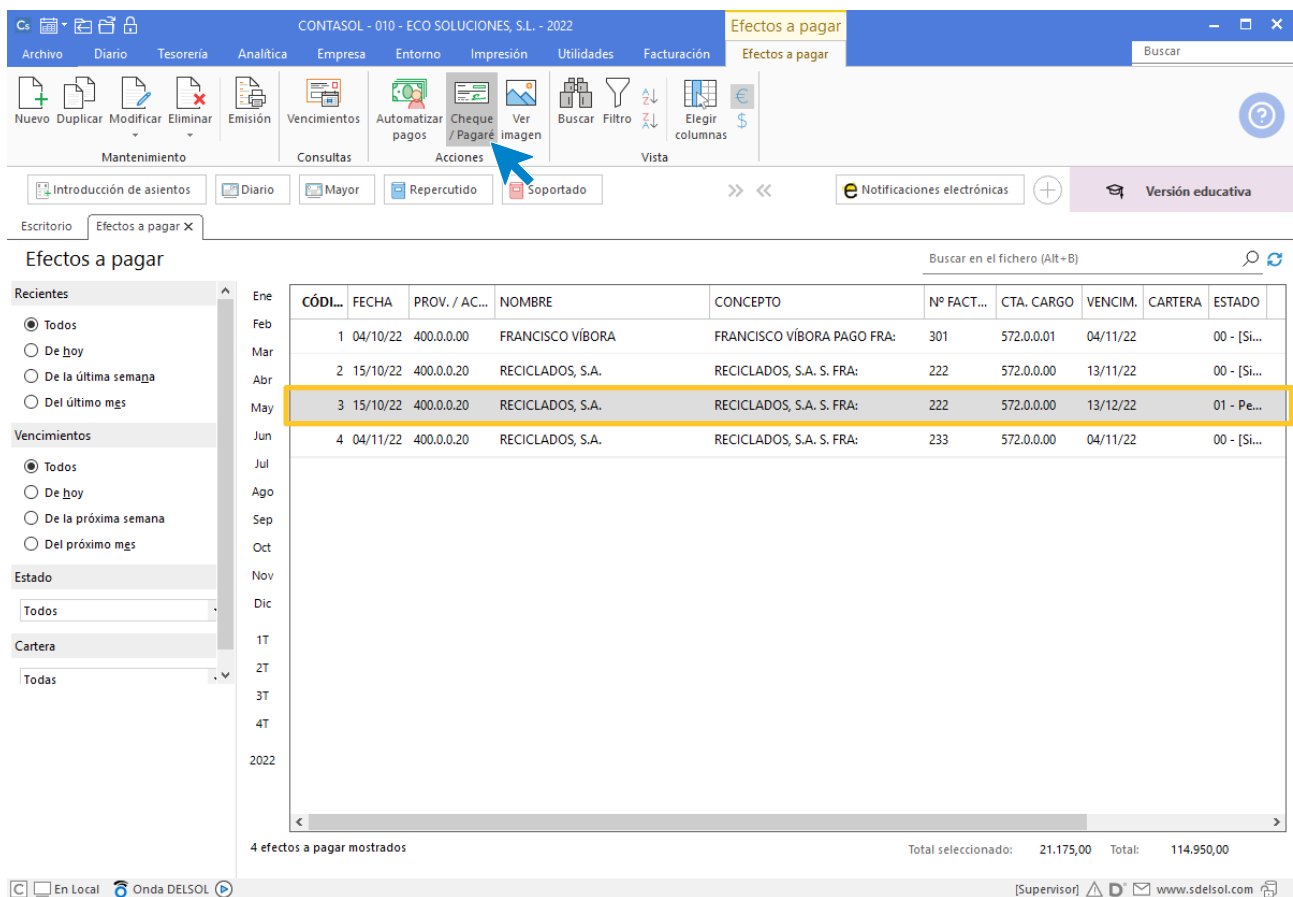 Cs CONTASOL - 010 - ECO SOLUCIONES, S.L. - 2022 Efectos a pagar
Archivo Diario Tesorería Analítica Empresa Entorno Impresión Utilidades Facturación Efectos a pagar Buscar
Nuevo Duplicar Modificar Eliminar Emisión Vencimientos Automatizar pagos Cheque / Pagaré Ver imagen Buscar Filtro Elegir columnas € $
Mantenimiento Consultas Acciones Vista
Introducción de asientos Diario Mayor Repercutido Soportado Notificaciones electrónicas Versión educativa
Escritorio Efectos a pagar
Efectos a pagar Buscar en el fichero (Alt+B)
Recientes
Todos
De hoy
De la última semana
Del último mes
Vencimientos
Todos
De hoy
De la próxima semana
Del próximo mes
Estado
Todos
Cartera
Todas
Ene
Feb
Mar
Abr
May
Jun
Jul
Ago
Sep
Oct
Nov
Dic
1T
2T
3T
4T
2022
CÓDI... FECHA PROV. / AC... NOMBRE CONCEPTO Nº FACT... CTA. CARGO VENCIM. CARTERA ESTADO
1 04/10/22 400.0.0.00 FRANCISCO VÍBORA FRANCISCO VÍBORA PAGO FRA: 301 572.0.0.01 04/11/22 00 - [Si...
2 15/10/22 400.0.0.20 RECICLADOS, S.A. RECICLADOS, S.A. S. FRA: 222 572.0.0.00 13/11/22 00 - [Si...
3 15/10/22 400.0.0.20 RECICLADOS, S.A. RECICLADOS, S.A. S. FRA: 222 572.0.0.00 13/12/22 01 - Pe...
4 04/11/22 400.0.0.20 RECICLADOS, S.A. RECICLADOS, S.A. S. FRA: 233 572.0.0.00 04/11/22 00 - [Si...
4 efectos a pagar mostrados Total seleccionado: 21.175,00 Total: 114.950,00
C En Local Onda DELSOL [Supervisor] D www.sdelsol.com